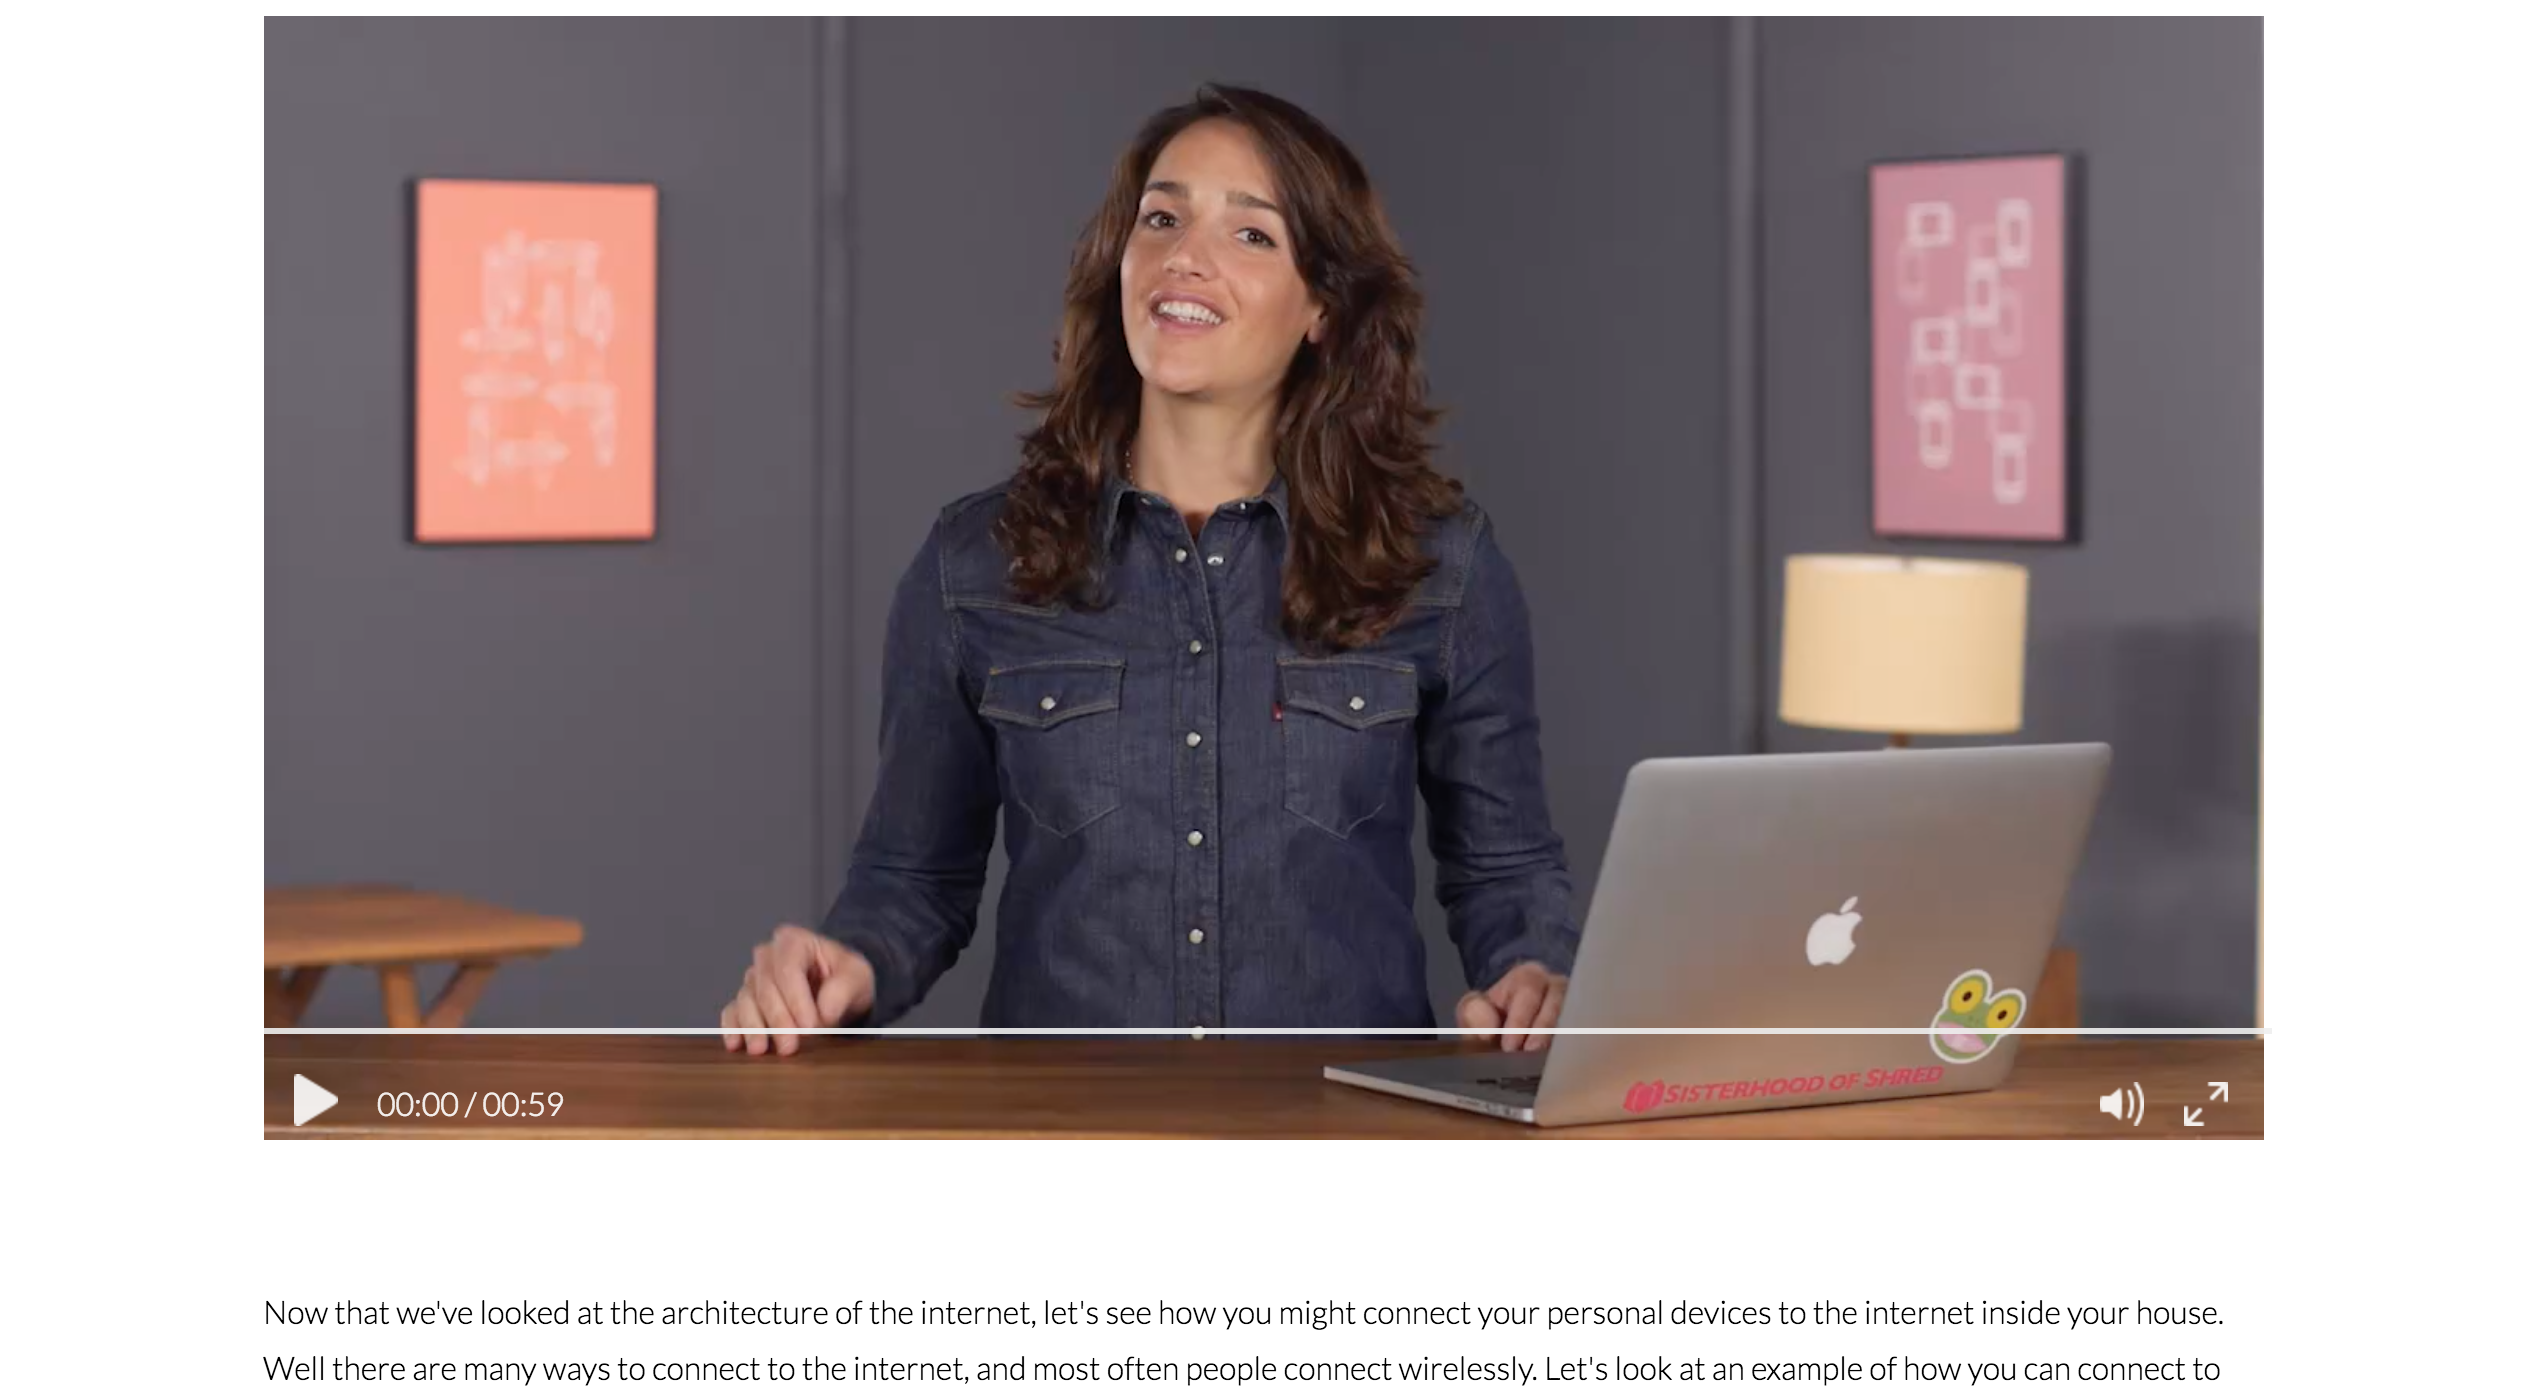 SISTERHOOD OF SHRED
00:00 / 00:59
Now that we've looked at the architecture of the internet, let's see how you might connect your personal devices to the internet inside your house.
Well there are many ways to connect to the internet, and most often people connect wirelessly. Let's look at an example of how you can connect to